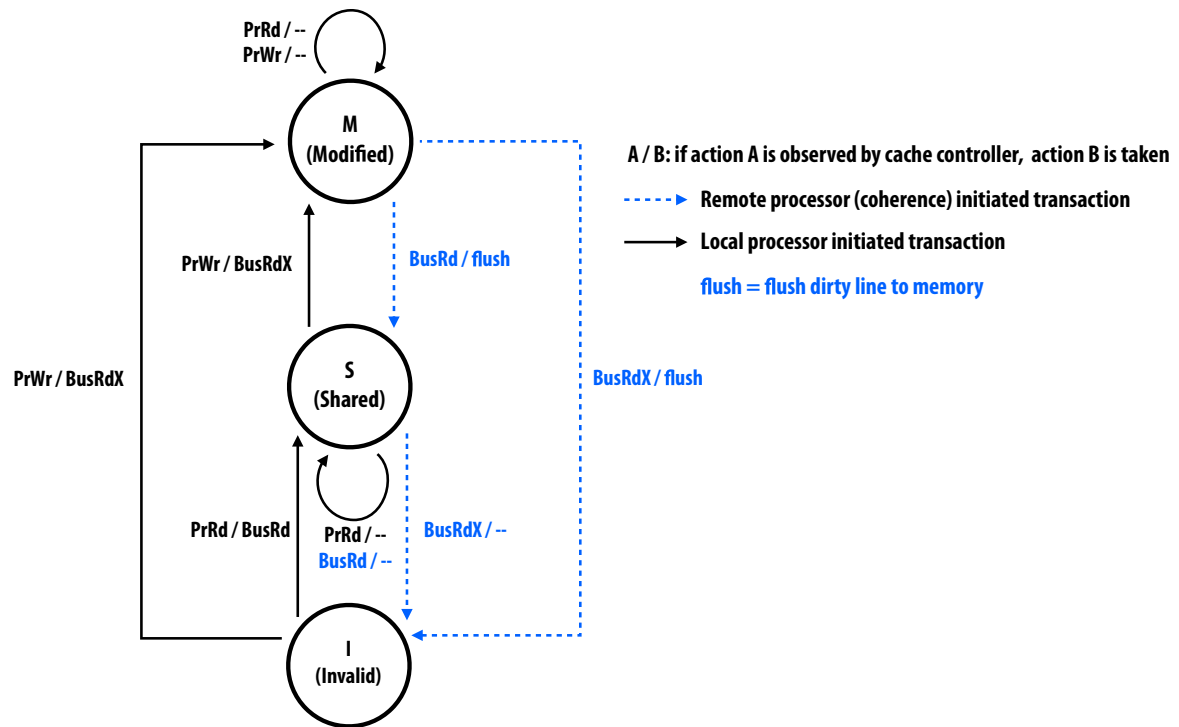 PrRd / --
PrWr / --
M
(Modified)
A / B: if action A is observed by cache controller, action B is taken
Remote processor (coherence) initiated transaction
Local processor initiated transaction
flush = flush dirty line to memory
PrWr / BusRdX
BusRd / flush
S
(Shared)
PrWr / BusRdX
BusRdX / flush
PrRd / BusRd
PrRd / --
BusRd / --
BusRdX / --
I
(Invalid)